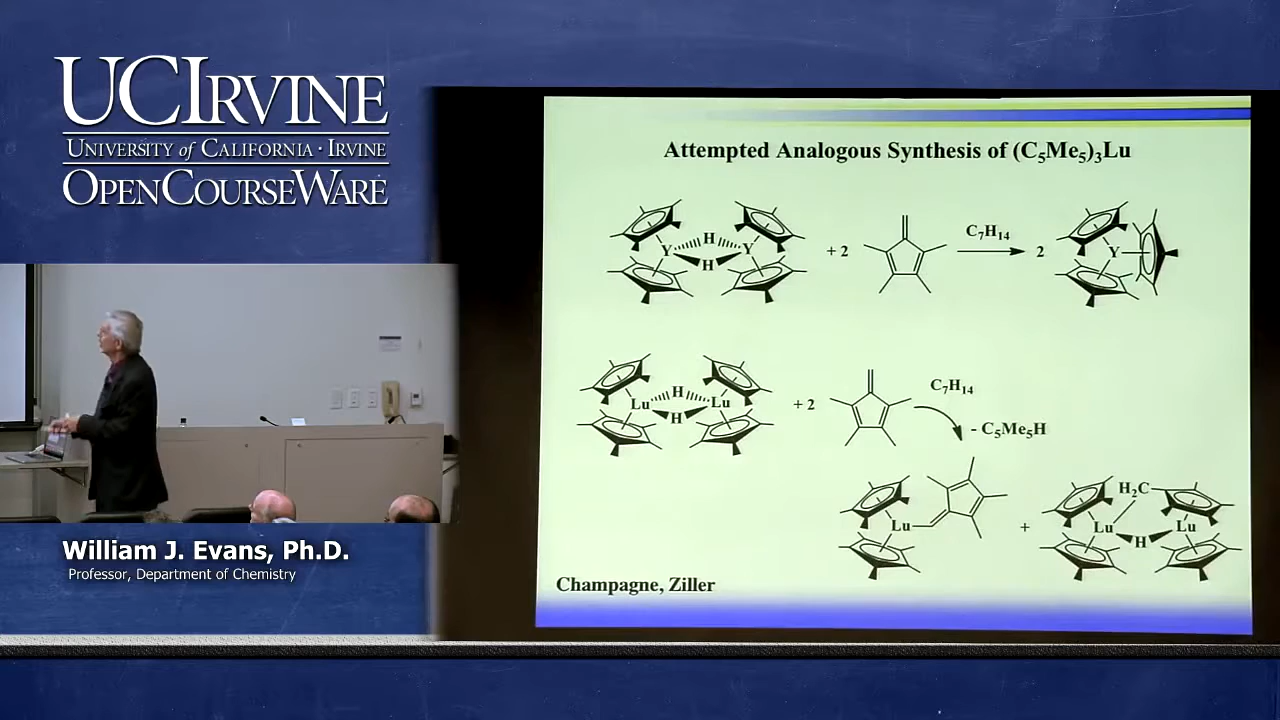 UCIRVINE
UNIVERSITY of CALIFORNIA · IRVINE
OPENCOURSEWARE
William J. Evans, Ph.D.
Professor, Department of Chemistry
Attempted Analogous Synthesis of (C₅Me₅)₃Lu
Y H H Y + 2 C₇H₁₄ 2 Y
Lu H H Lu + 2 C₇H₁₄
- C₅Me₅H
Lu + H₂C Lu H Lu
Champagne, Ziller